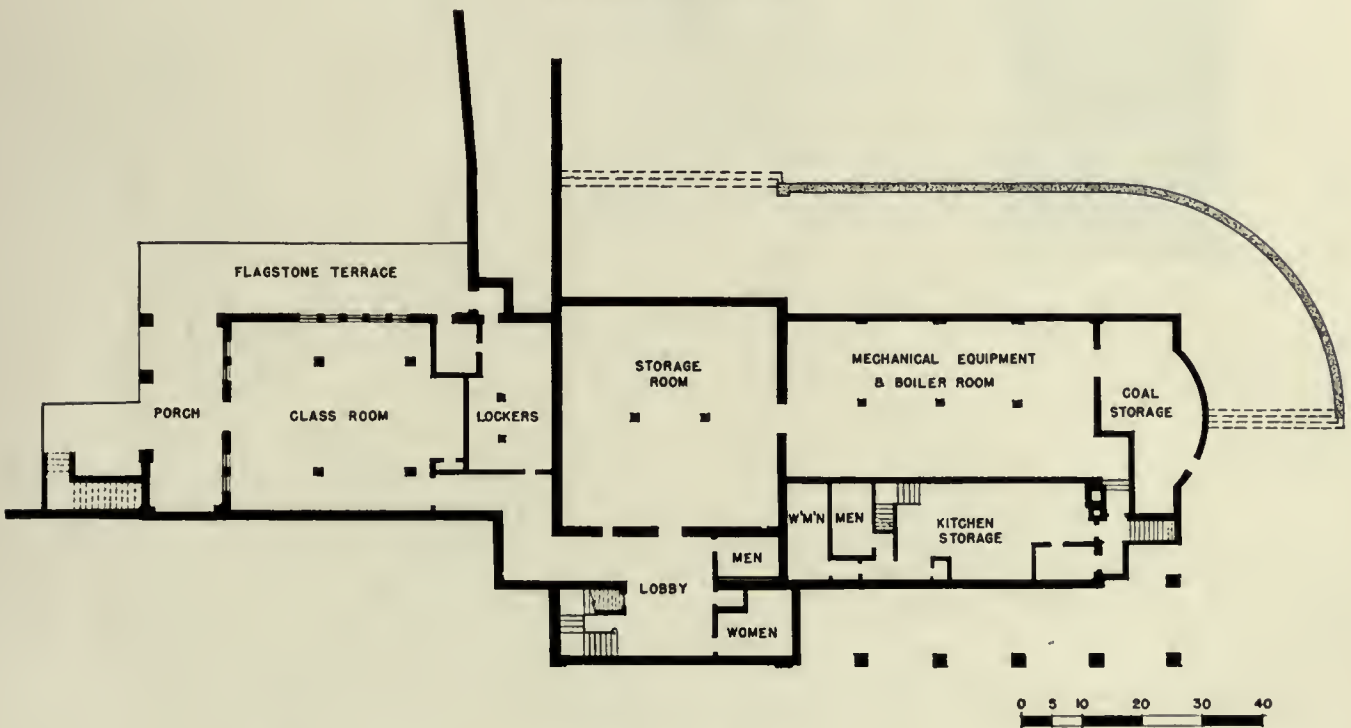 FLAGSTONE TERRACE
STORAGE
ROOM
MECHANICAL EQUIPMENT
& BOILER ROOM
COAL
STORAGE
PORCH
CLASS ROOM
LOCKERS
W'M'N
MEN
KITCHEN
STORAGE
MEN
LOBBY
WOMEN
0 5 10 20 30 40